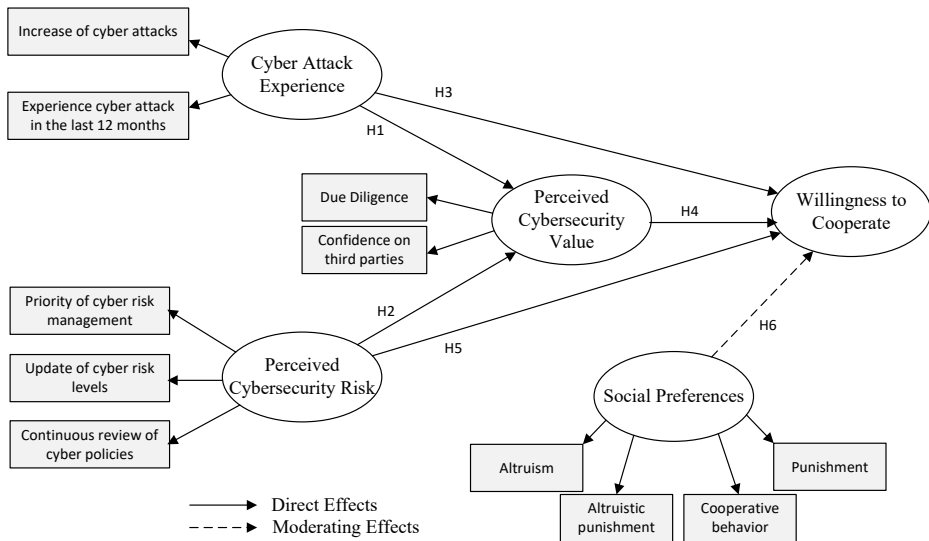 Increase of cyber attacks
Cyber Attack
Experience
H3
Experience cyber attack
in the last 12 months
H1
Due Diligence
Perceived
Cybersecurity
Value
H4
Willingness to
Cooperate
Confidence on
third parties
Priority of cyber risk
management
H2
H5
H6
Update of cyber risk
levels
Perceived
Cybersecurity Risk
Social Preferences
Continuous review of
cyber policies
Altruism
Punishment
Altruistic
punishment
Cooperative
behavior
Direct Effects
Moderating Effects